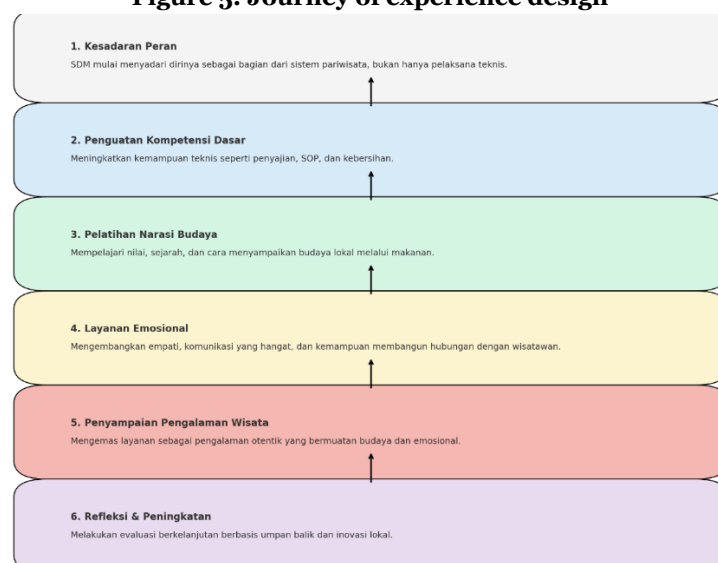 Figure 5. Journey of experience design
1. Kesadaran Peran
SDM mulai menyadari dirinya sebagai bagian dari sistem pariwisata, bukan hanya pelaksana teknis.
2. Penguatan Kompetensi Dasar
Meningkatkan kemampuan teknis seperti penyajian, SOP, dan kebersihan.
3. Pelatihan Narasi Budaya
Mempelajari nilai, sejarah, dan cara menyampaikan budaya lokal melalui makanan.
4. Layanan Emosional
Mengembangkan empati, komunikasi yang hangat, dan kemampuan membangun hubungan dengan wisatawan.
5. Penyampaian Pengalaman Wisata
Mengemas layanan sebagai pengalaman otentik yang bermuatan budaya dan emosional.
6. Refleksi & Peningkatan
Melakukan evaluasi berkelanjutan berbasis umpan balik dan inovasi lokal.